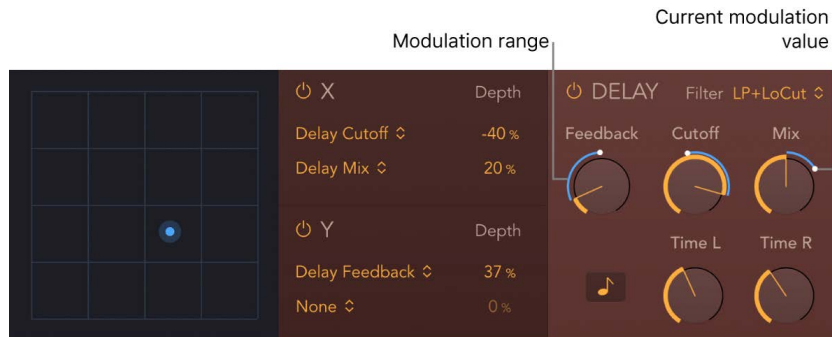 Current modulation
value
Modulation range
X Depth
Delay Cutoff -40 %
Delay Mix 20 %
Y Depth
Delay Feedback 37 %
None 0 %
DELAY Filter LP+LoCut
Feedback Cutoff Mix
Time L Time R